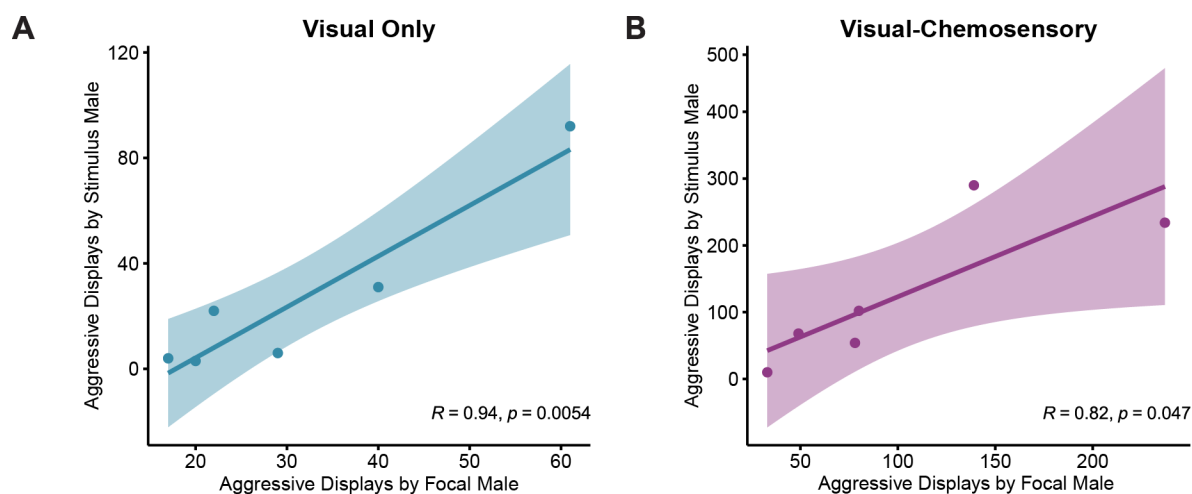 A
Visual Only
Aggressive Displays by Stimulus Male
120
80
40
0
R = 0.94, p = 0.0054
20 30 40 50 60
Aggressive Displays by Focal Male
B
Visual-Chemosensory
Aggressive Displays by Stimulus Male
500
400
300
200
100
0
R = 0.82, p = 0.047
50 100 150 200
Aggressive Displays by Focal Male